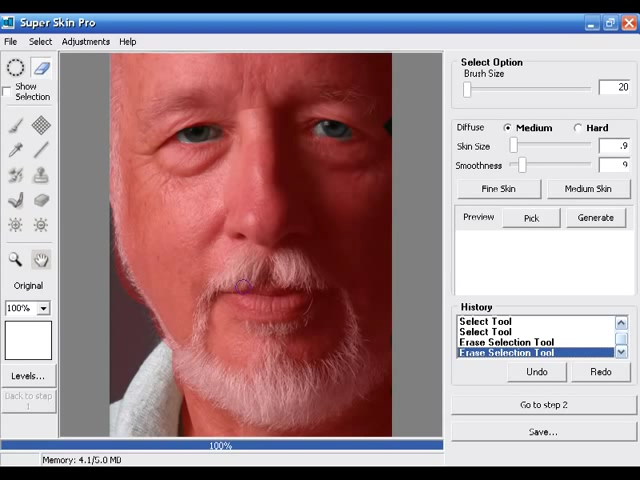 Super Skin Pro
File Select Adjustments Help
Show
Selection
Original
100%
Levels...
Back to step
1
Select Option
Brush Size
20
Diffuse Medium Hard
Skin Size .9
Smoothness 9
Fine Skin Medium Skin
Preview Pick Generate
History
Select Tool
Select Tool
Erase Selection Tool
Erase Selection Tool
Undo Redo
Go to step 2
Save...
100%
Memory: 4.1/5.0 MB